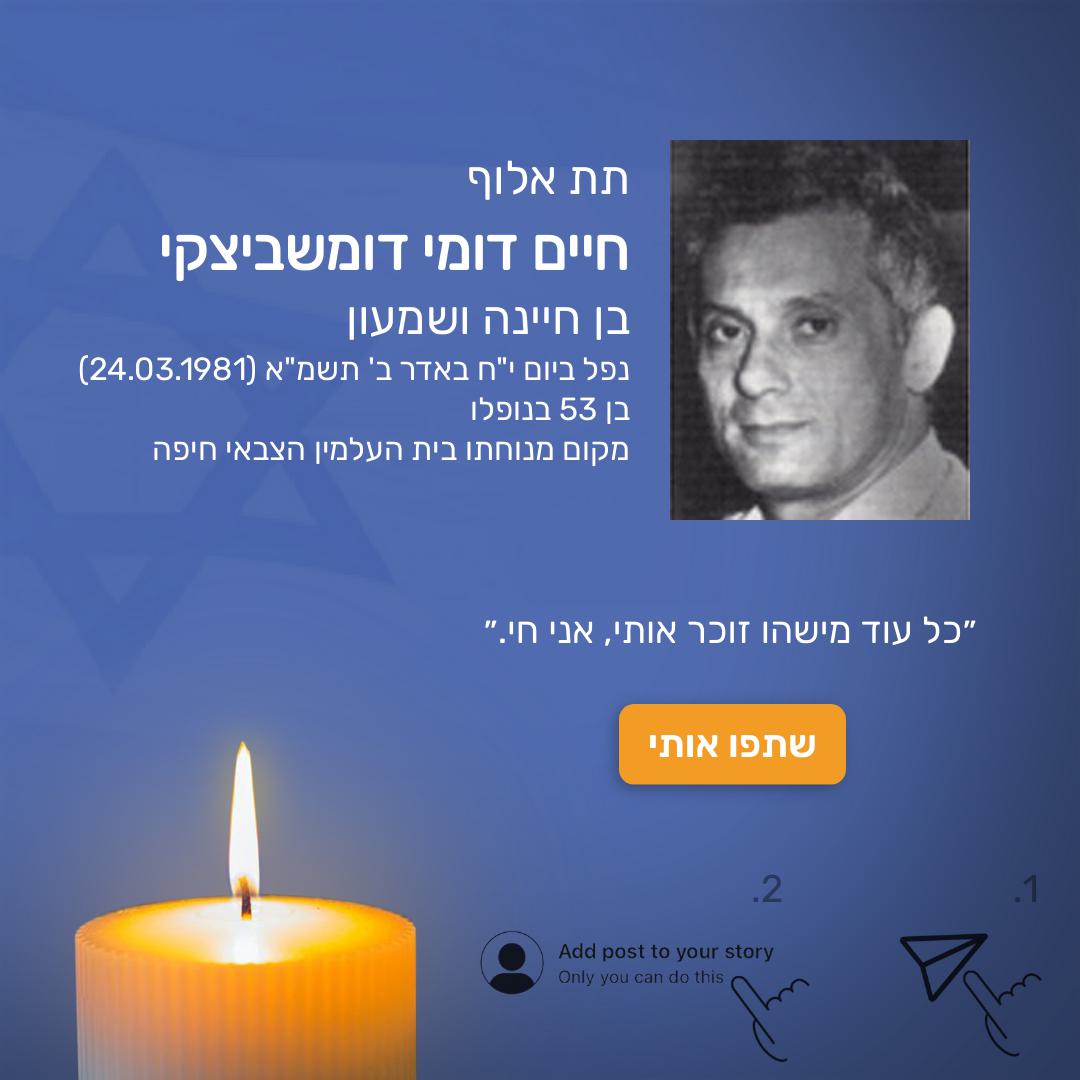 תת אלוף
חיים דומי דומשביצקי
בן חיינה ושמעון
נפל ביום י"ח באדר ב' תשמ"א (24.03.1981)
בן 53 בנופלו
מקום מנוחתו בית העלמין הצבאי חיפה
״כל עוד מישהו זוכר אותי, אני חי.״
שתפו אותי
1.
2.
Add post to your story
Only you can do this